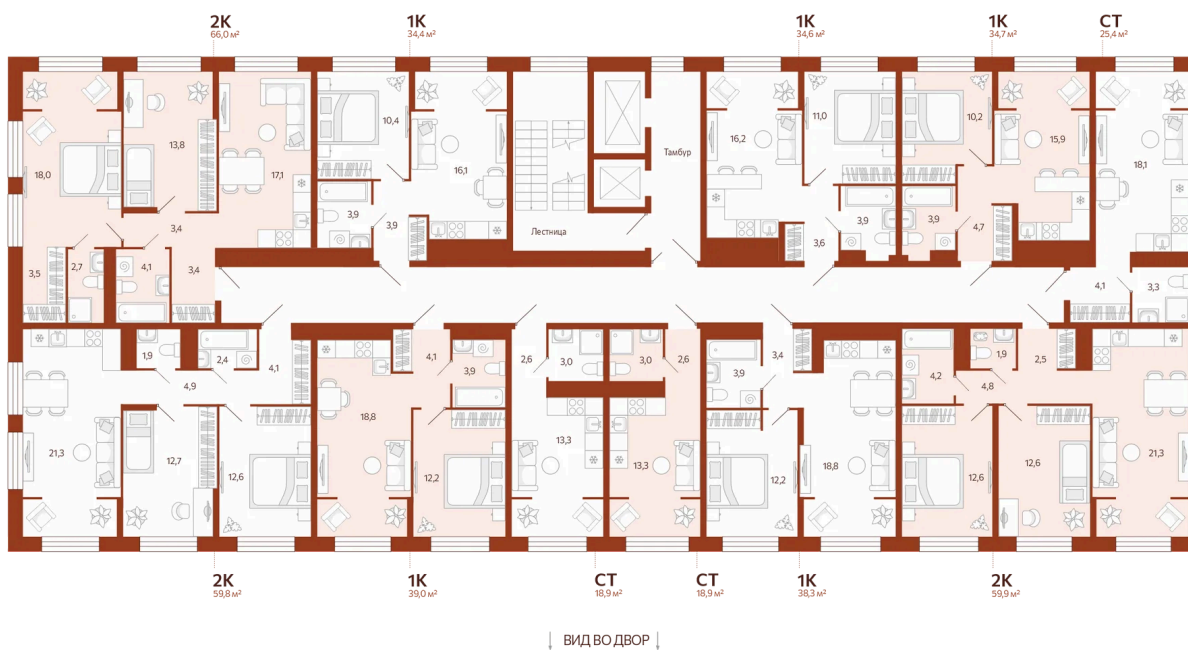 2К
66,0 м²
1К
34,4 м²
1К
34,6 м²
1К
34,7 м²
СТ
25,4 м²
18,0
13,8
17,1
10,4
16,1
3,9
3,9
3,4
3,4
3,5
2,7
4,1
Лестница
Тамбур
16,2
11,0
3,6
3,9
10,2
15,9
3,9
4,7
18,1
4,1
3,3
21,3
1,9
4,9
2,4
4,1
12,7
12,6
18,8
4,1
3,9
12,2
2,6
3,0
13,3
3,0
2,6
13,3
3,9
3,4
12,2
18,8
4,2
1,9
4,8
2,5
12,6
12,6
21,3
2К
59,8 м²
1К
39,0 м²
СТ
18,9 м²
СТ
18,9 м²
1К
38,3 м²
2К
59,9 м²
ВИД ВО ДВОР